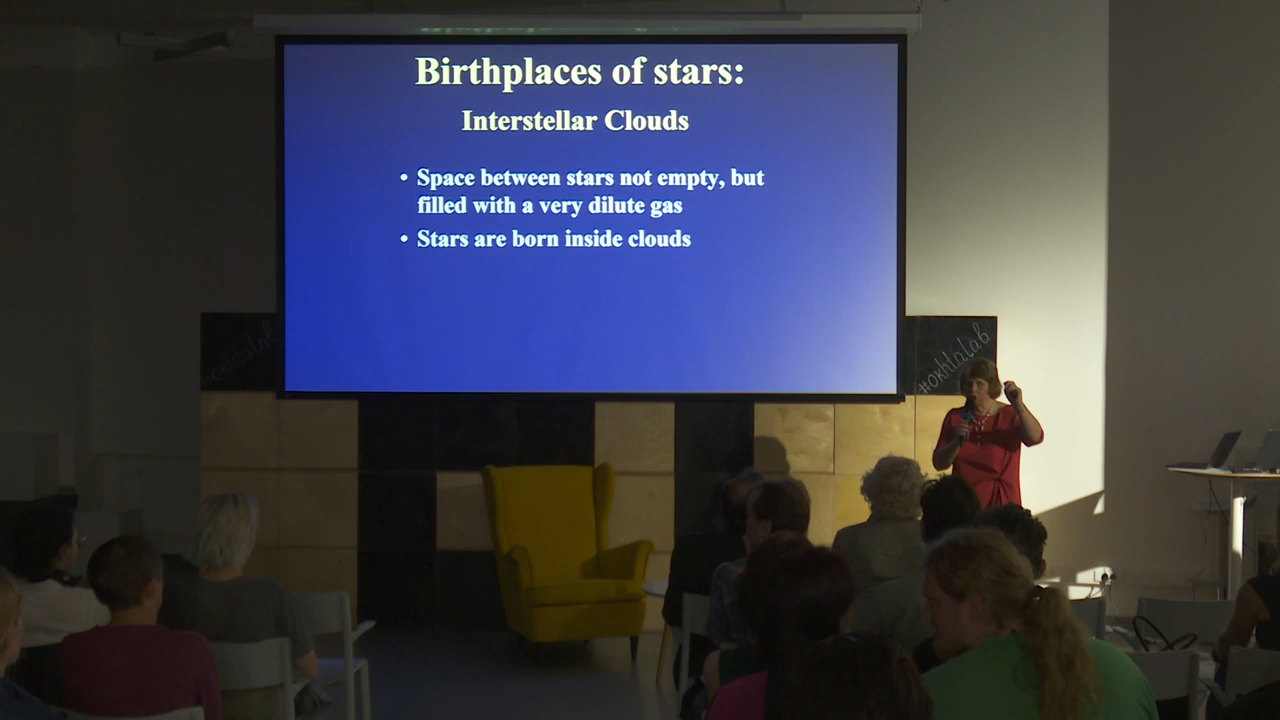 Birthplaces of stars:
Interstellar Clouds
• Space between stars not empty, but
filled with a very dilute gas
• Stars are born inside clouds
#okhtalab
#okhtalab